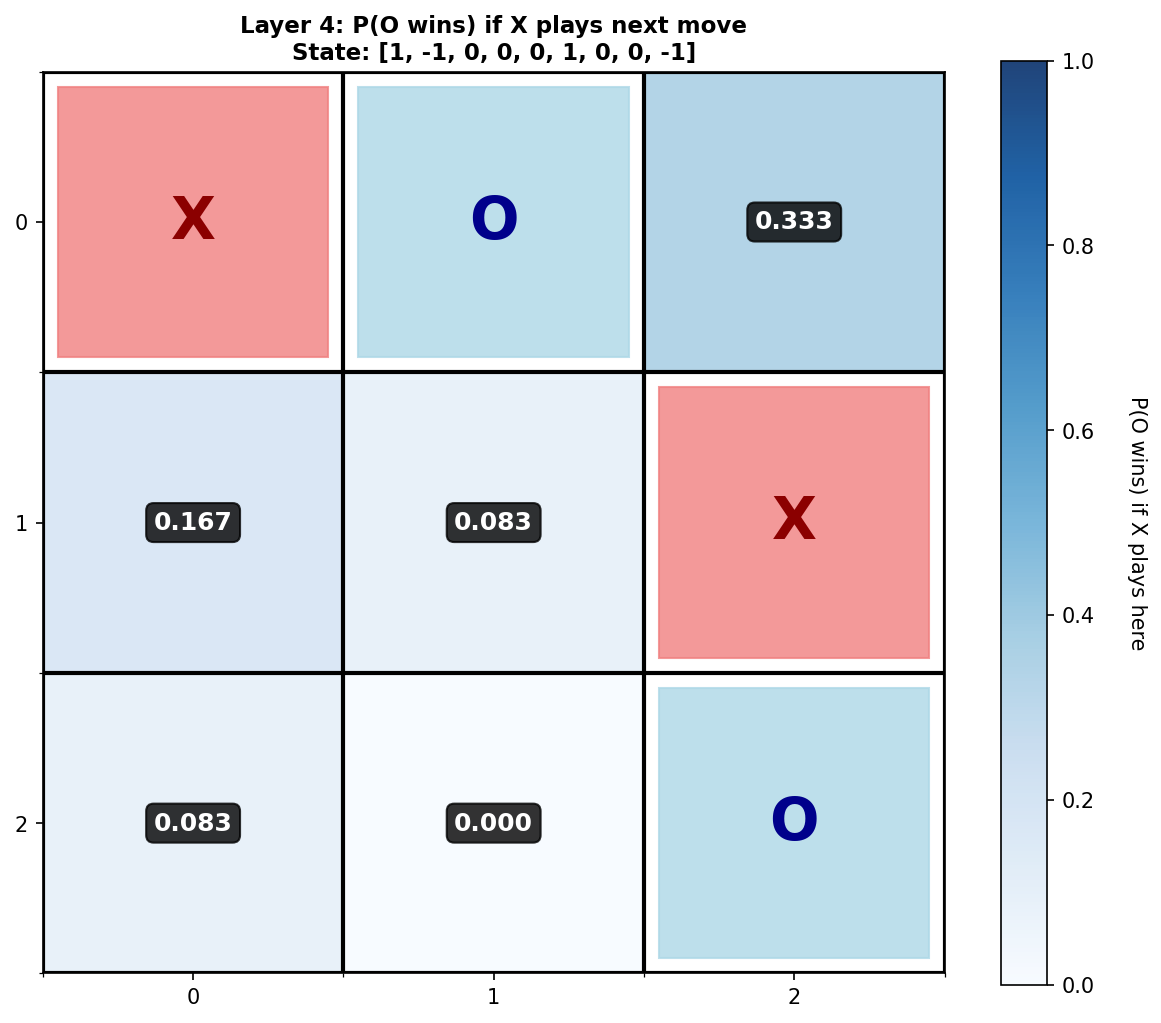 Layer 4: P(O wins) if X plays next move
State: [1, -1, 0, 0, 0, 1, 0, 0, -1]
X
O
0.333
0.167
0.083
X
0.083
0.000
O
0
1
2
0
1
2
1.0
0.8
0.6
0.4
0.2
0.0
P(O wins) if X plays here